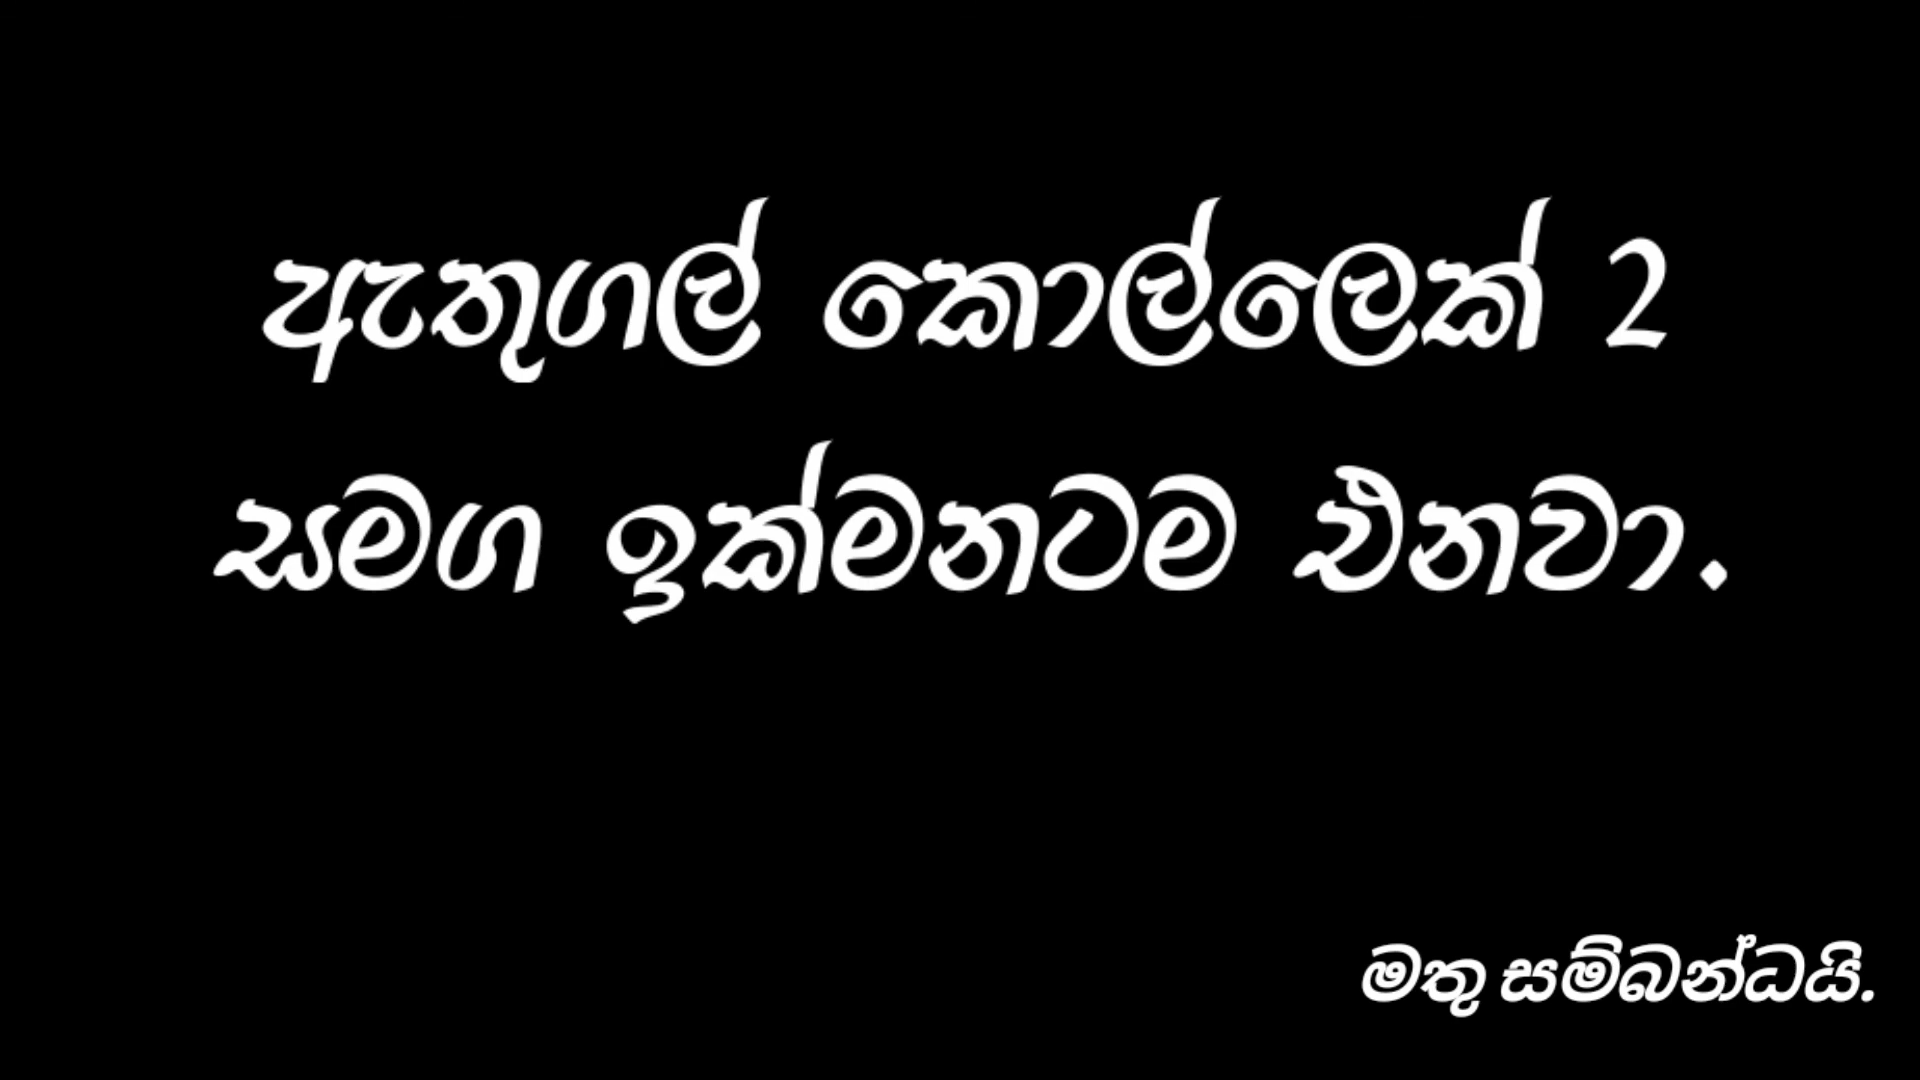 ඇතුගල් කොල්ලෙක් 2
සමග ඉක්මනටම එනවා.
මතු සම්බන්ධයි.